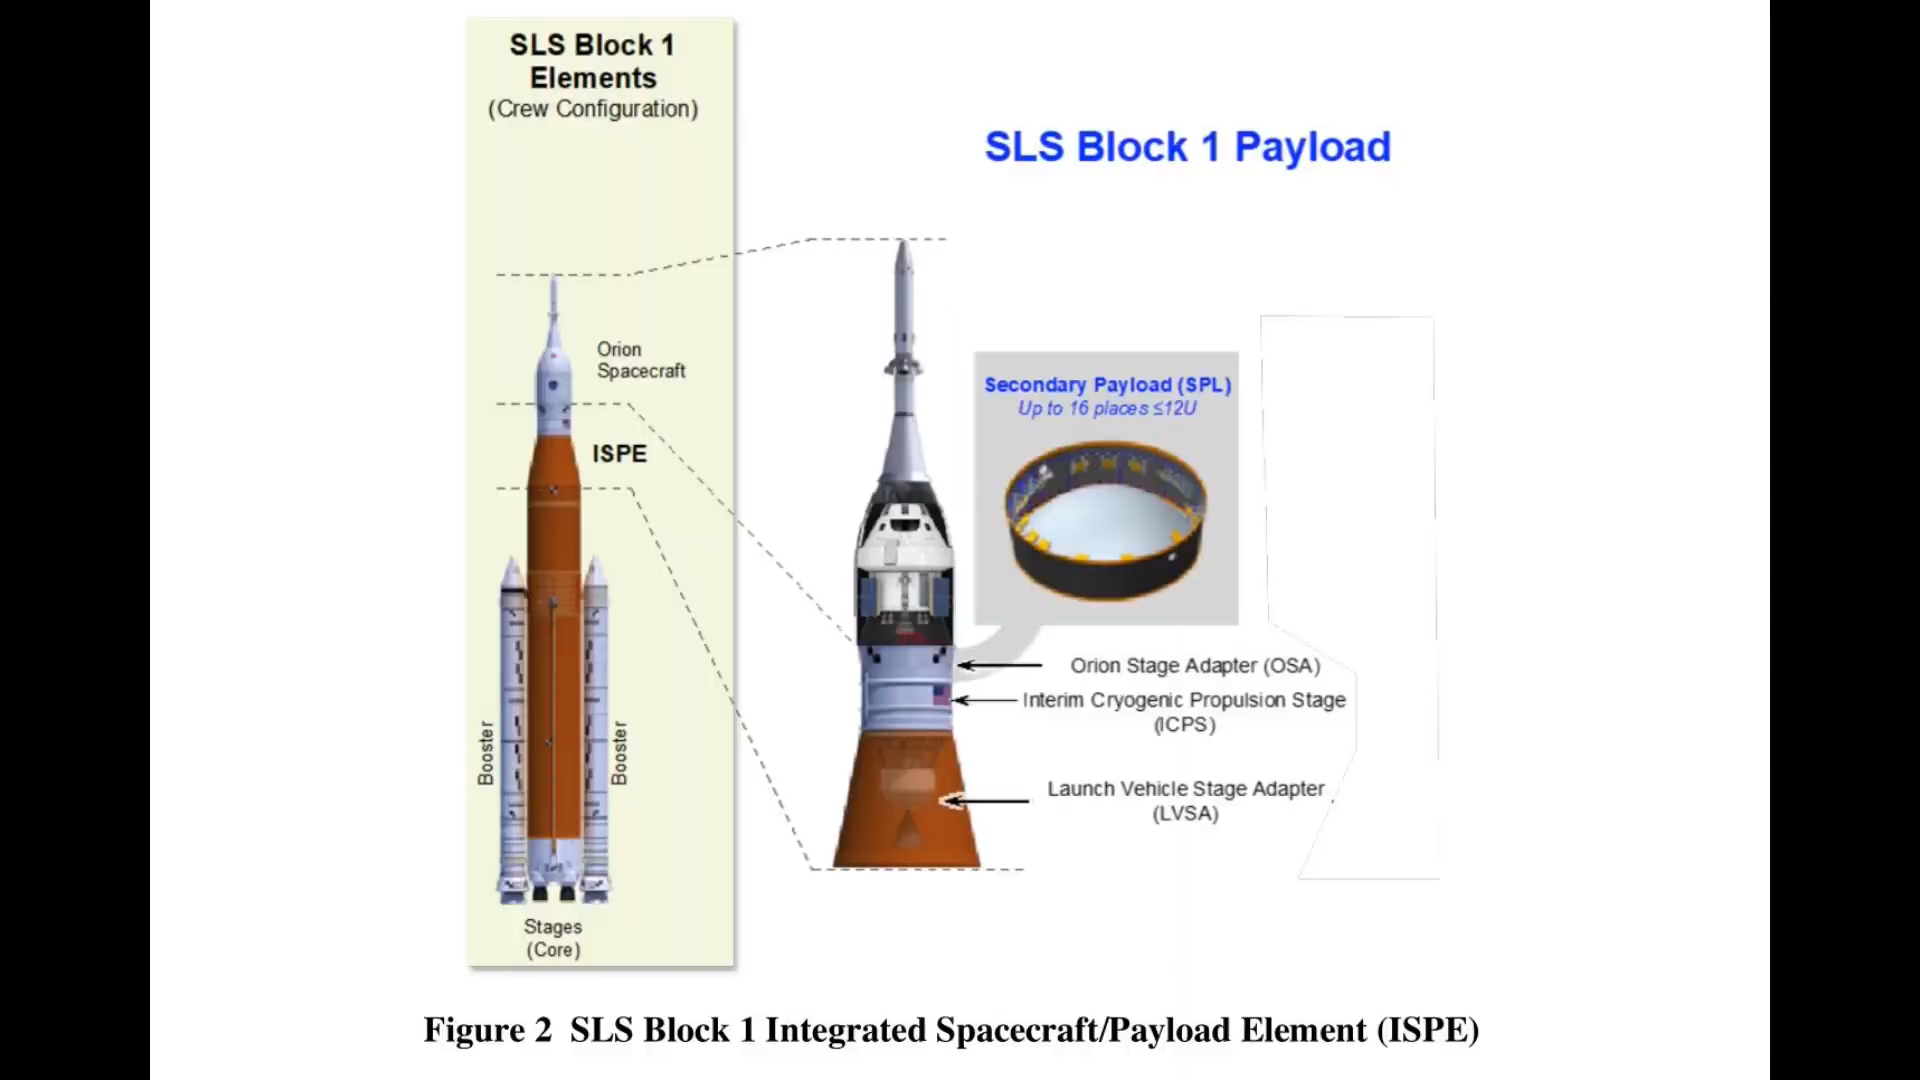 SLS Block 1
Elements
(Crew Configuration)
SLS Block 1 Payload
Orion
Spacecraft
ISPE
Booster
Booster
Stages
(Core)
Secondary Payload (SPL)
Up to 16 places ≤12U
Orion Stage Adapter (OSA)
Interim Cryogenic Propulsion Stage
(ICPS)
Launch Vehicle Stage Adapter
(LVSA)
Figure 2 SLS Block 1 Integrated Spacecraft/Payload Element (ISPE)